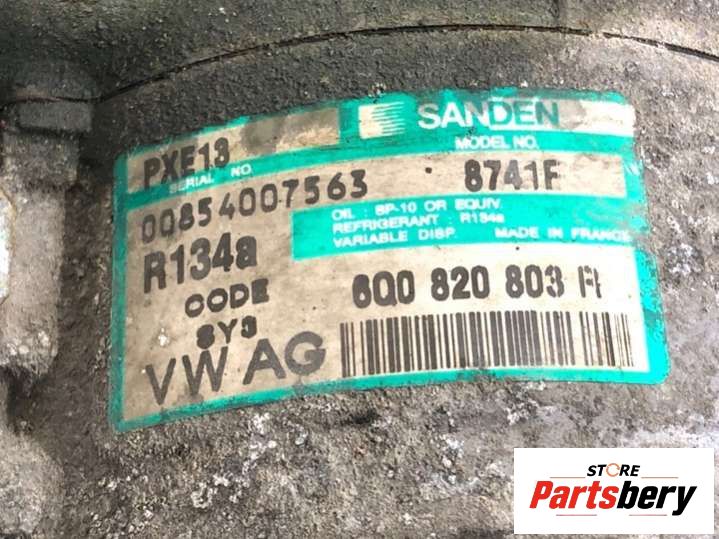 SANDEN
PXE13
SERIAL NO.
MODEL NO.
00854007563
8741F
OIL : SP-10 OR EQUIV.
REFRIGERANT : R134a
VARIABLE DISP. MADE IN FRANCE
R134a
CODE
6Q0 820 803 R
VW AG
STORE
Partsbery